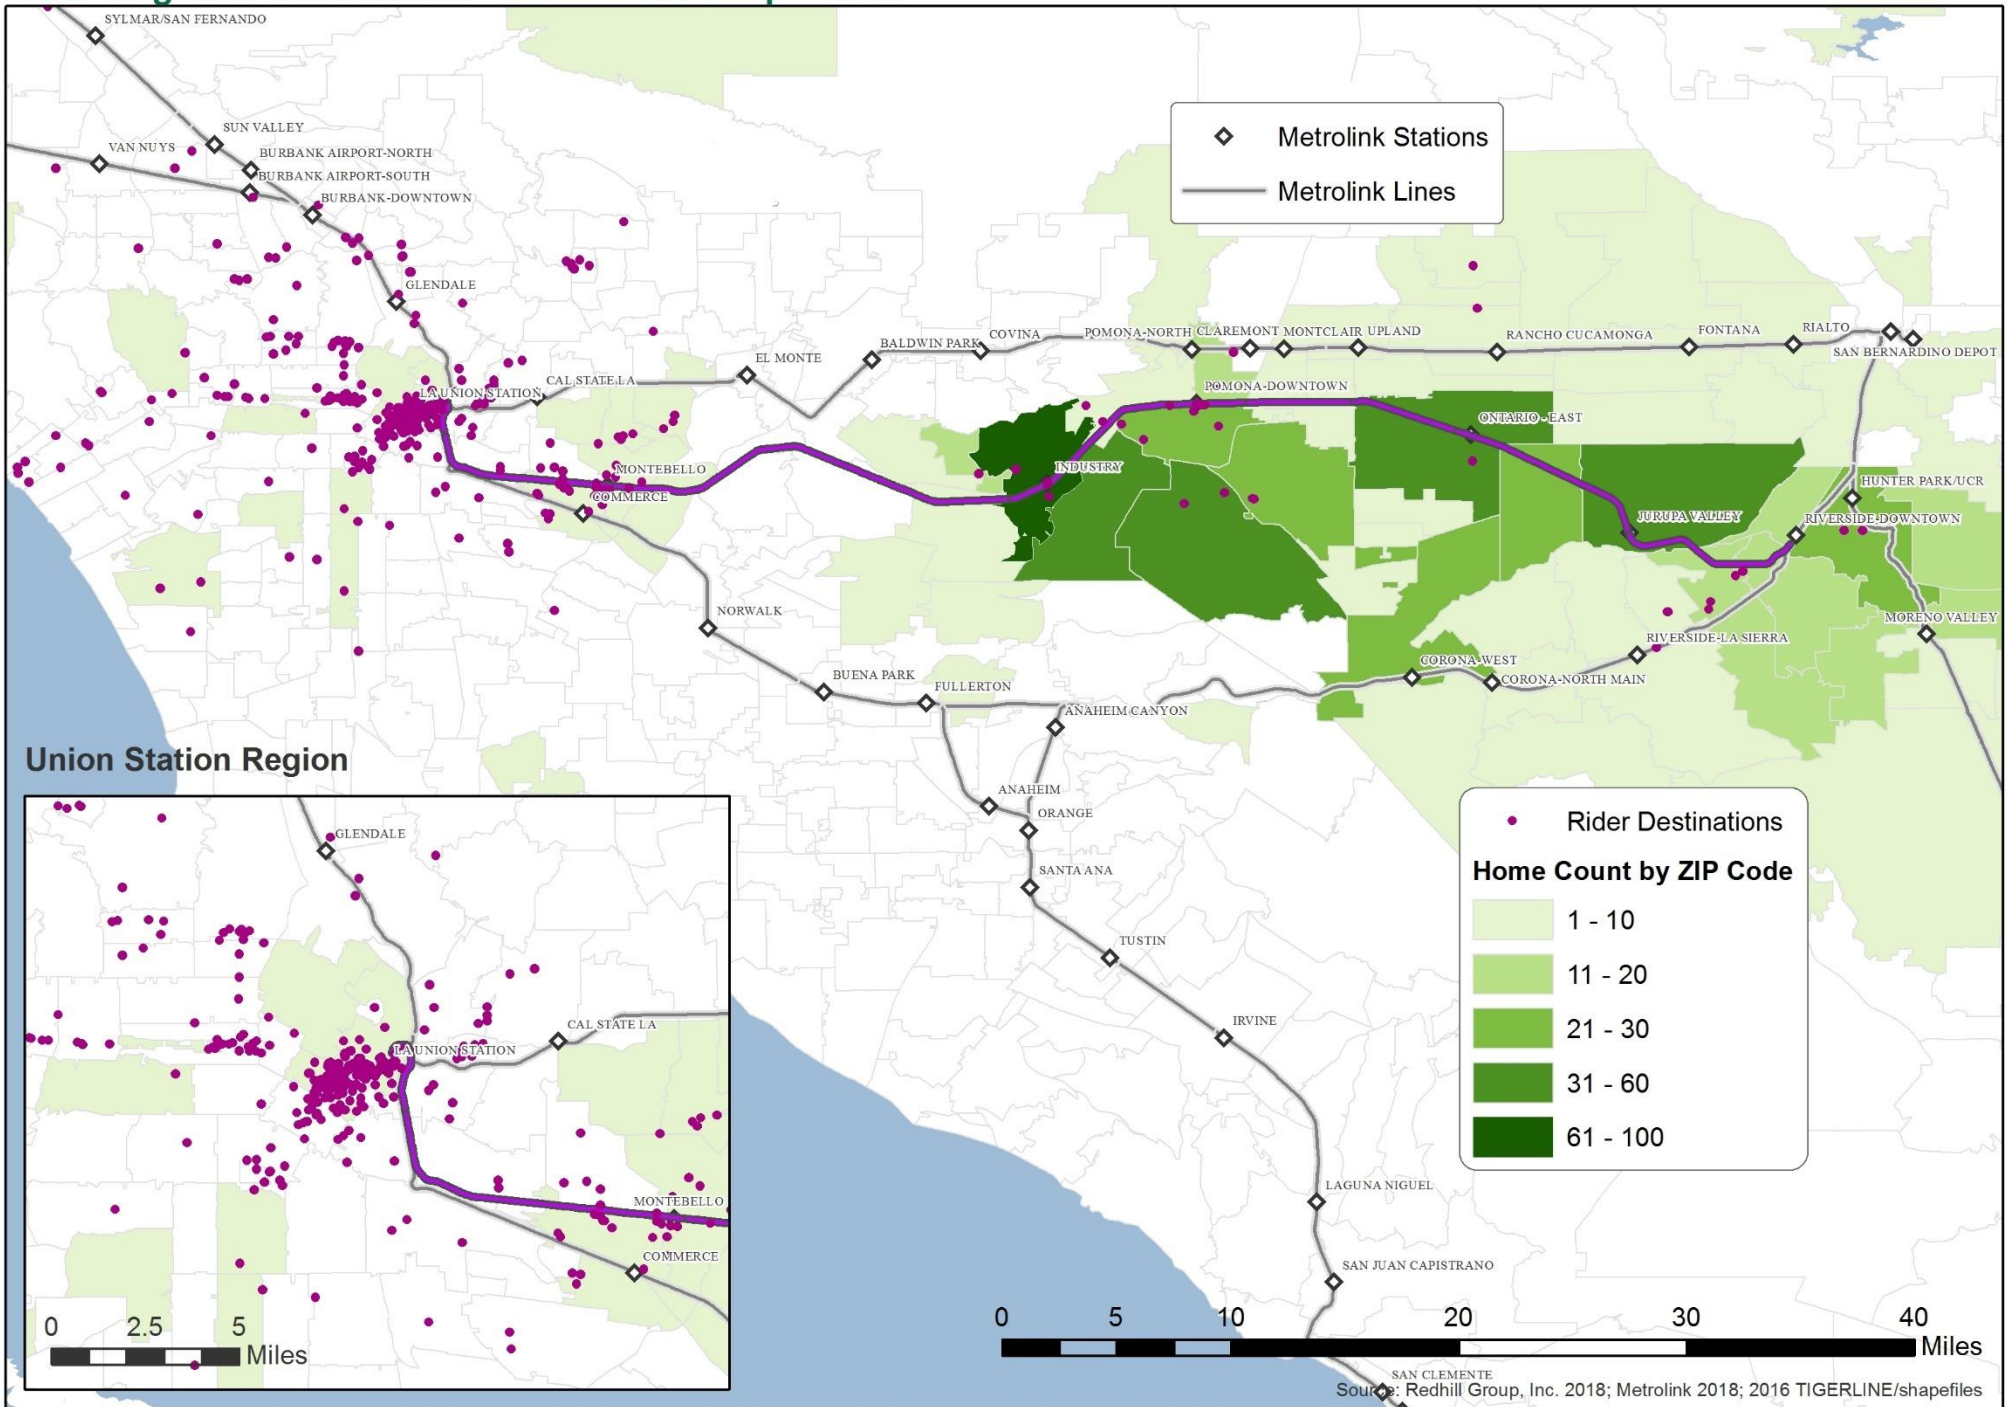 SYLMAR/SAN FERNANDO
SUN VALLEY
VAN NUYS
BURBANK AIRPORT-NORTH
BURBANK AIRPORT-SOUTH
BURBANK-DOWNTOWN
GLENDALE
LA UNION STATION
CAL STATE LA
EL MONTE
BALDWIN PARK
COVINA
POMONA-NORTH
CLAREMONT
MONTCLAIR
UPLAND
RANCHO CUCAMONGA
FONTANA
RIALTO
SAN BERNARDINO DEPOT
Metrolink Stations
Metrolink Lines
POMONA-DOWNTOWN
ONTARIO - EAST
INDUSTRY
MONTEBELLO
COMMERCE
JURUPA VALLEY
HUNTER PARK/UCR
RIVERSIDE-DOWNTOWN
MORENO VALLEY
RIVERSIDE-LA SIERRA
CORONA-WEST
CORONA-NORTH MAIN
NORWALK
BUENA PARK
FULLERTON
ANAHEIM CANYON
ANAHEIM
ORANGE
SANTA ANA
TUSTIN
IRVINE
LAGUNA NIGUEL
SAN JUAN CAPISTRANO
SAN CLEMENTE
Rider Destinations
Home Count by ZIP Code
1 - 10
11 - 20
21 - 30
31 - 60
61 - 100
Union Station Region
GLENDALE
CAL STATE LA
LA UNION STATION
MONTEBELLO
COMMERCE
0 2.5 5
Miles
0 5 10 20 30 40
Miles
Source: Redhill Group, Inc. 2018; Metrolink 2018; 2016 TIGERLINE/shapefiles